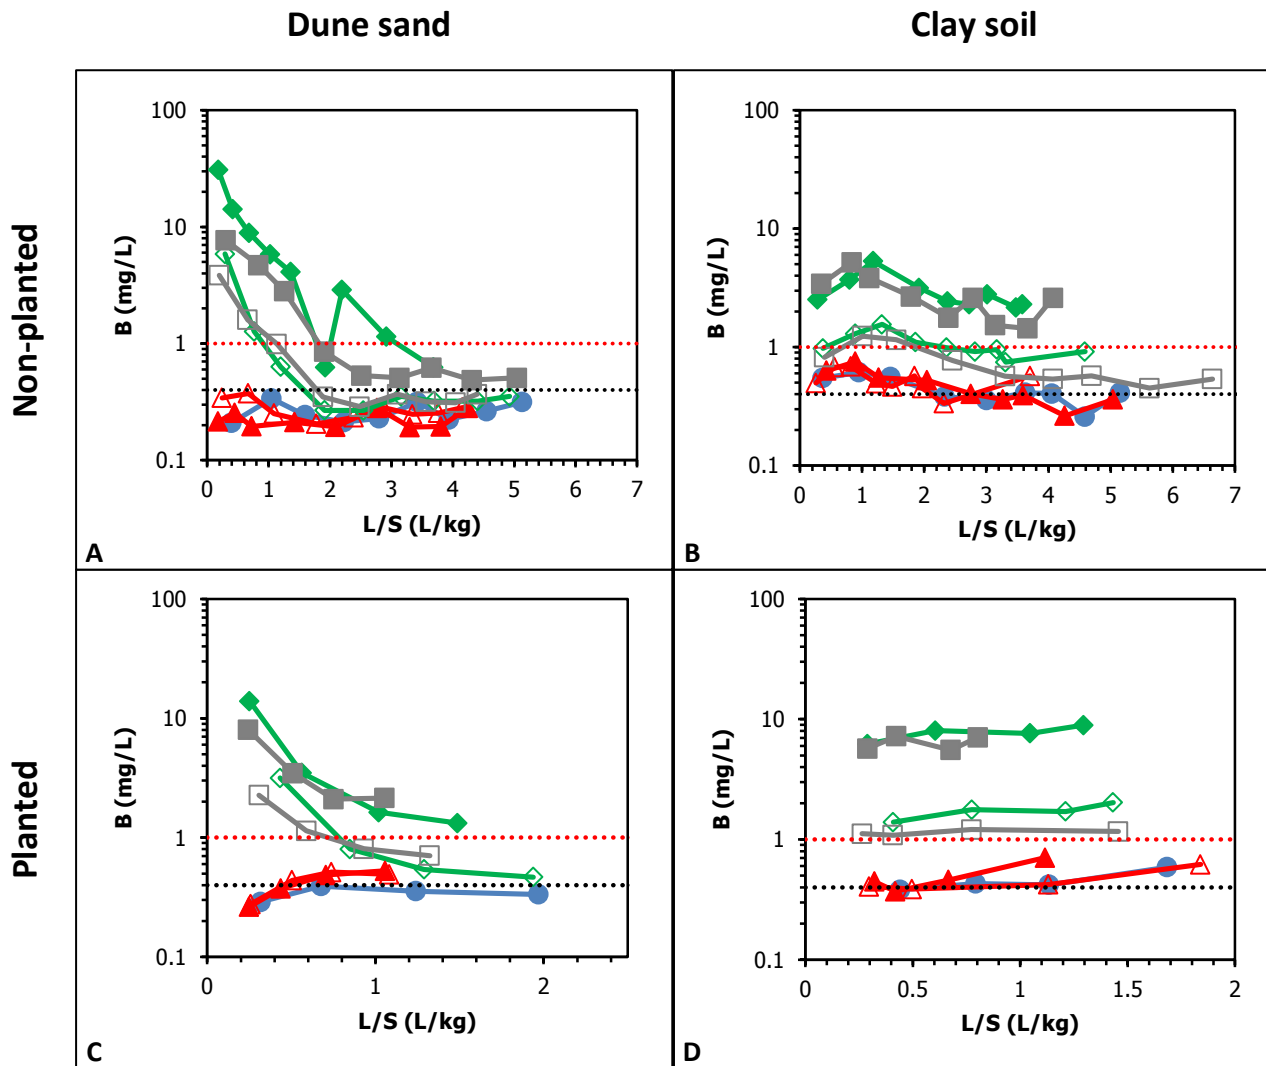 Dune sand
Clay soil
Non-planted
Planted
100
10
1
0.1
B (mg/L)
0 1 2 3 4 5 6 7
L/S (L/kg)
A
100
10
1
0.1
B (mg/L)
0 1 2 3 4 5 6 7
L/S (L/kg)
B
100
10
1
0.1
B (mg/L)
0 1 2
L/S (L/kg)
C
100
10
1
0.1
B (mg/L)
0 0.5 1 1.5 2
L/S (L/kg)
D